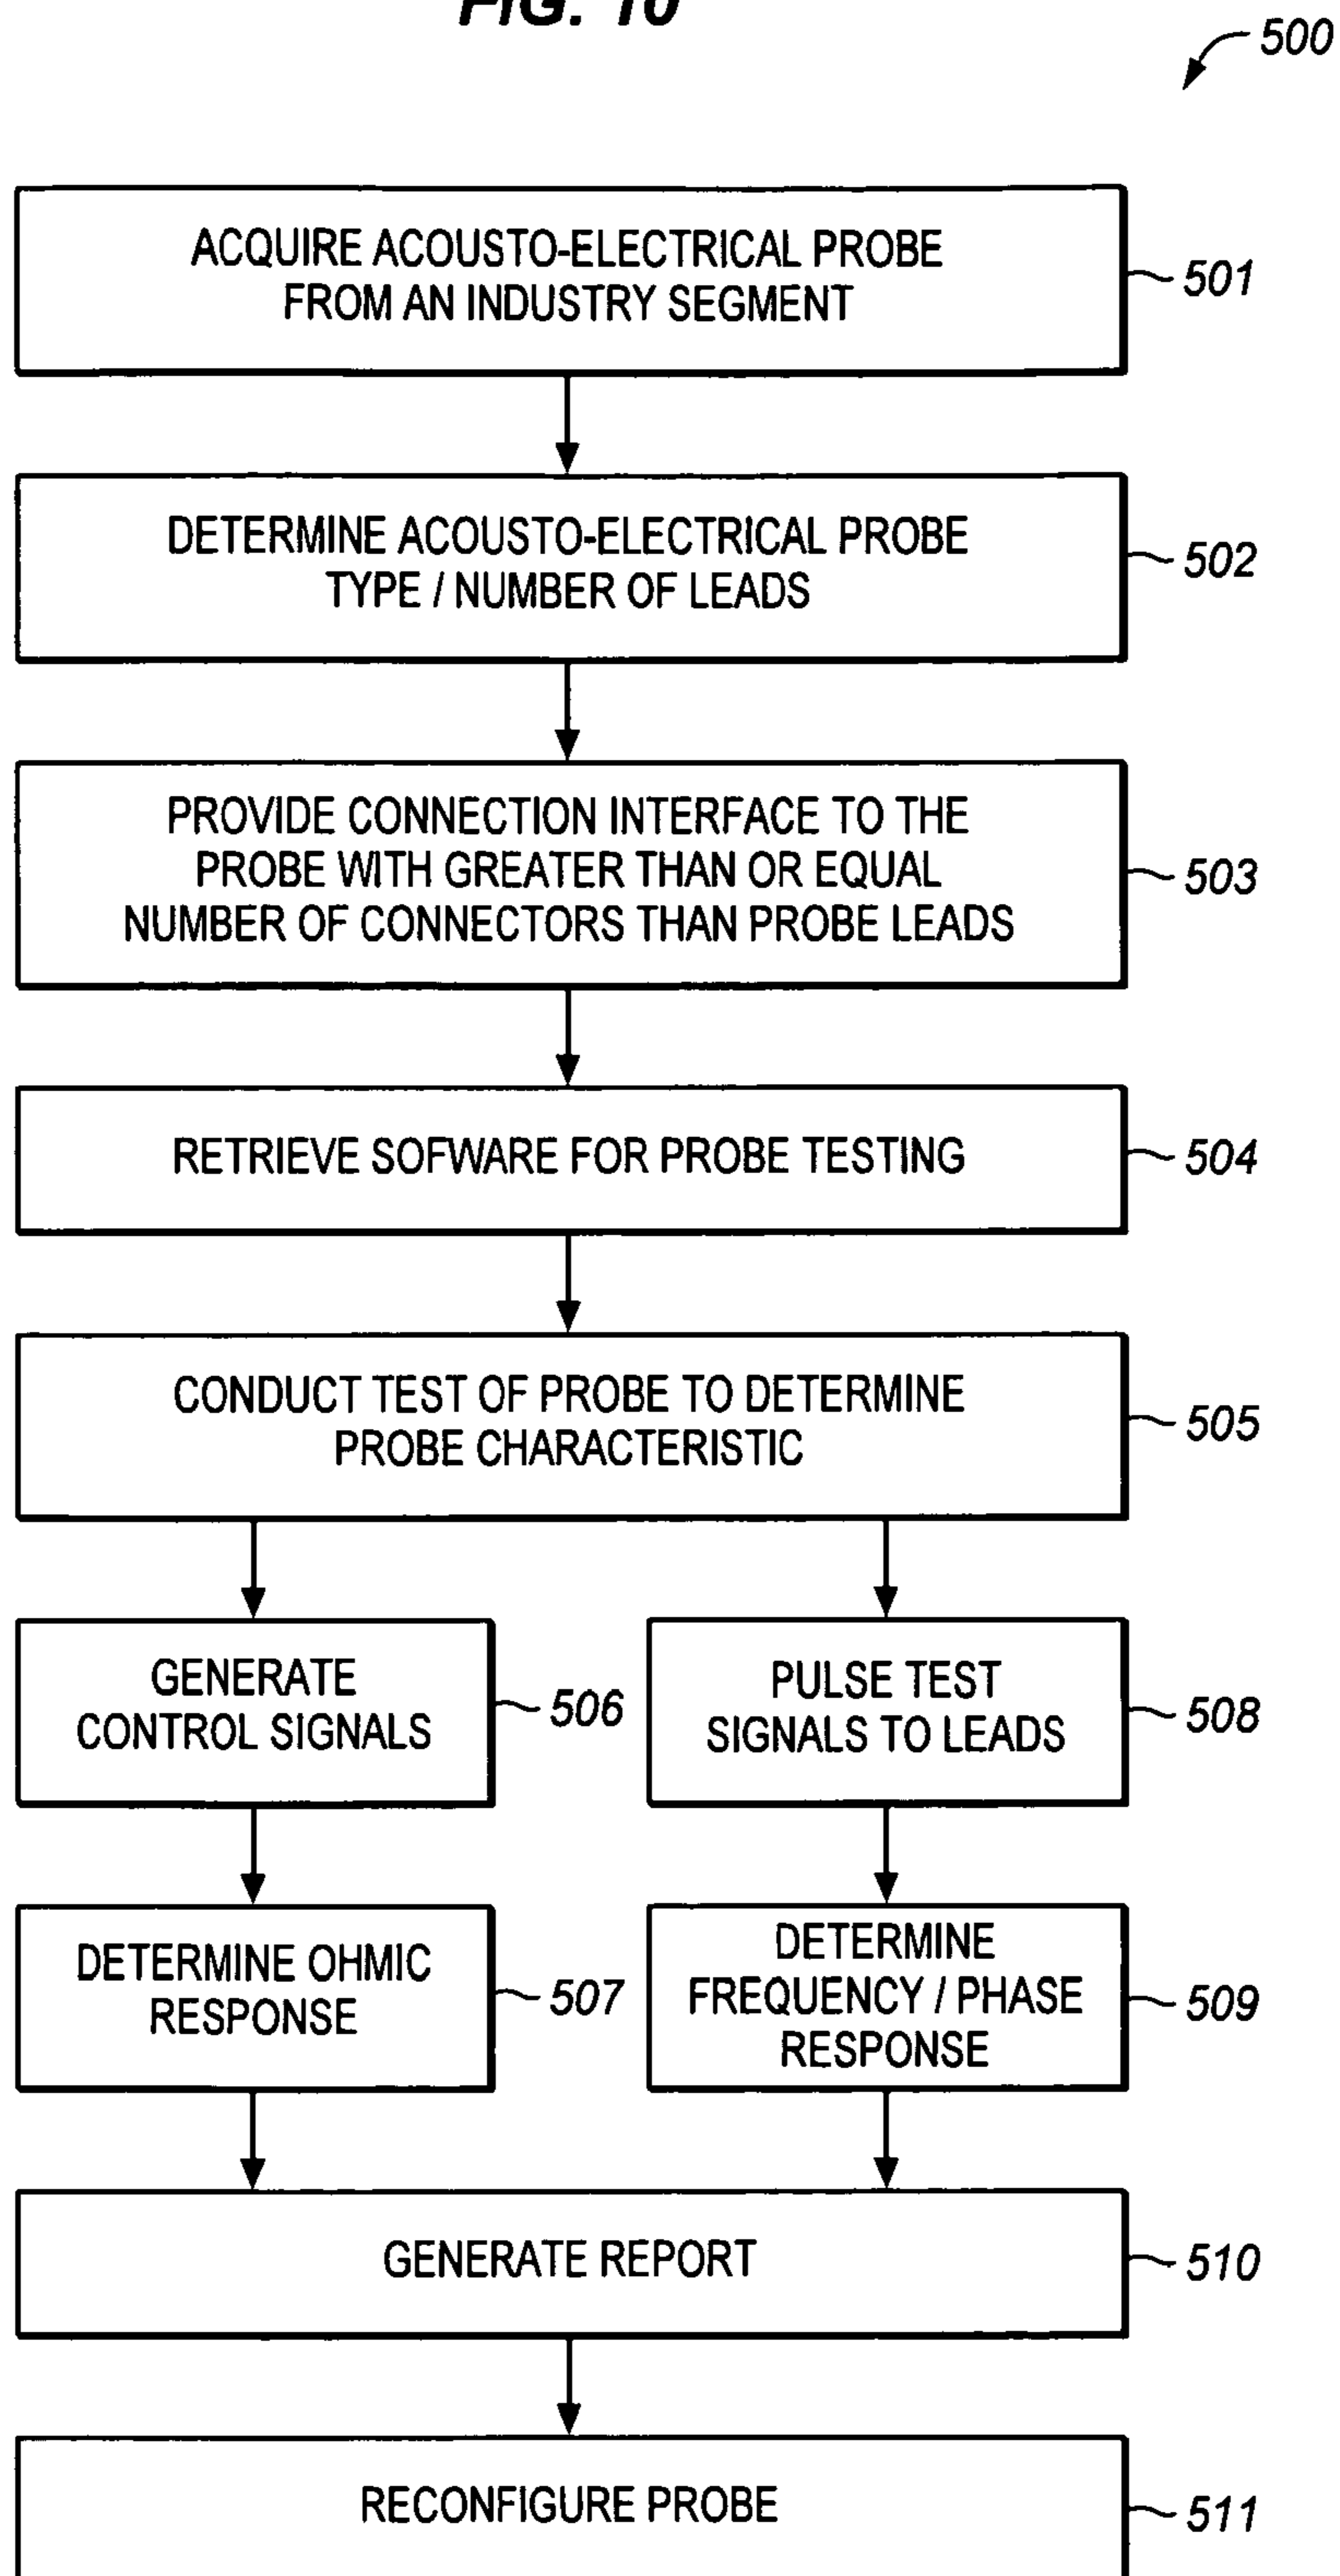 FIG. 10
500
ACQUIRE ACOUSTO-ELECTRICAL PROBE
FROM AN INDUSTRY SEGMENT
501
DETERMINE ACOUSTO-ELECTRICAL PROBE
TYPE / NUMBER OF LEADS
502
PROVIDE CONNECTION INTERFACE TO THE
PROBE WITH GREATER THAN OR EQUAL
NUMBER OF CONNECTORS THAN PROBE LEADS
503
RETRIEVE SOFWARE FOR PROBE TESTING
504
CONDUCT TEST OF PROBE TO DETERMINE
PROBE CHARACTERISTIC
505
GENERATE
CONTROL SIGNALS
506
PULSE TEST
SIGNALS TO LEADS
508
DETERMINE OHMIC
RESPONSE
507
DETERMINE
FREQUENCY / PHASE
RESPONSE
509
GENERATE REPORT
510
RECONFIGURE PROBE
511